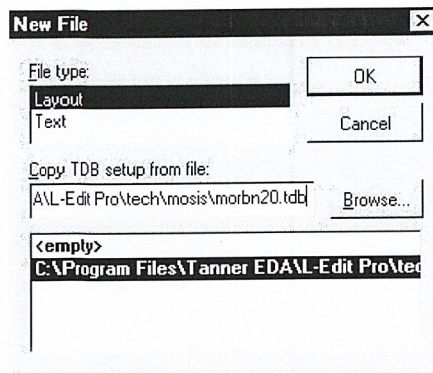 New File
File type:
Layout
Text
OK
Cancel
Copy TDB setup from file:
A\L-Edit Pro\tech\mosis\morbn20.tdb
Browse...
<empty>
C:\Program Files\Tanner EDA\L-Edit Pro\tec